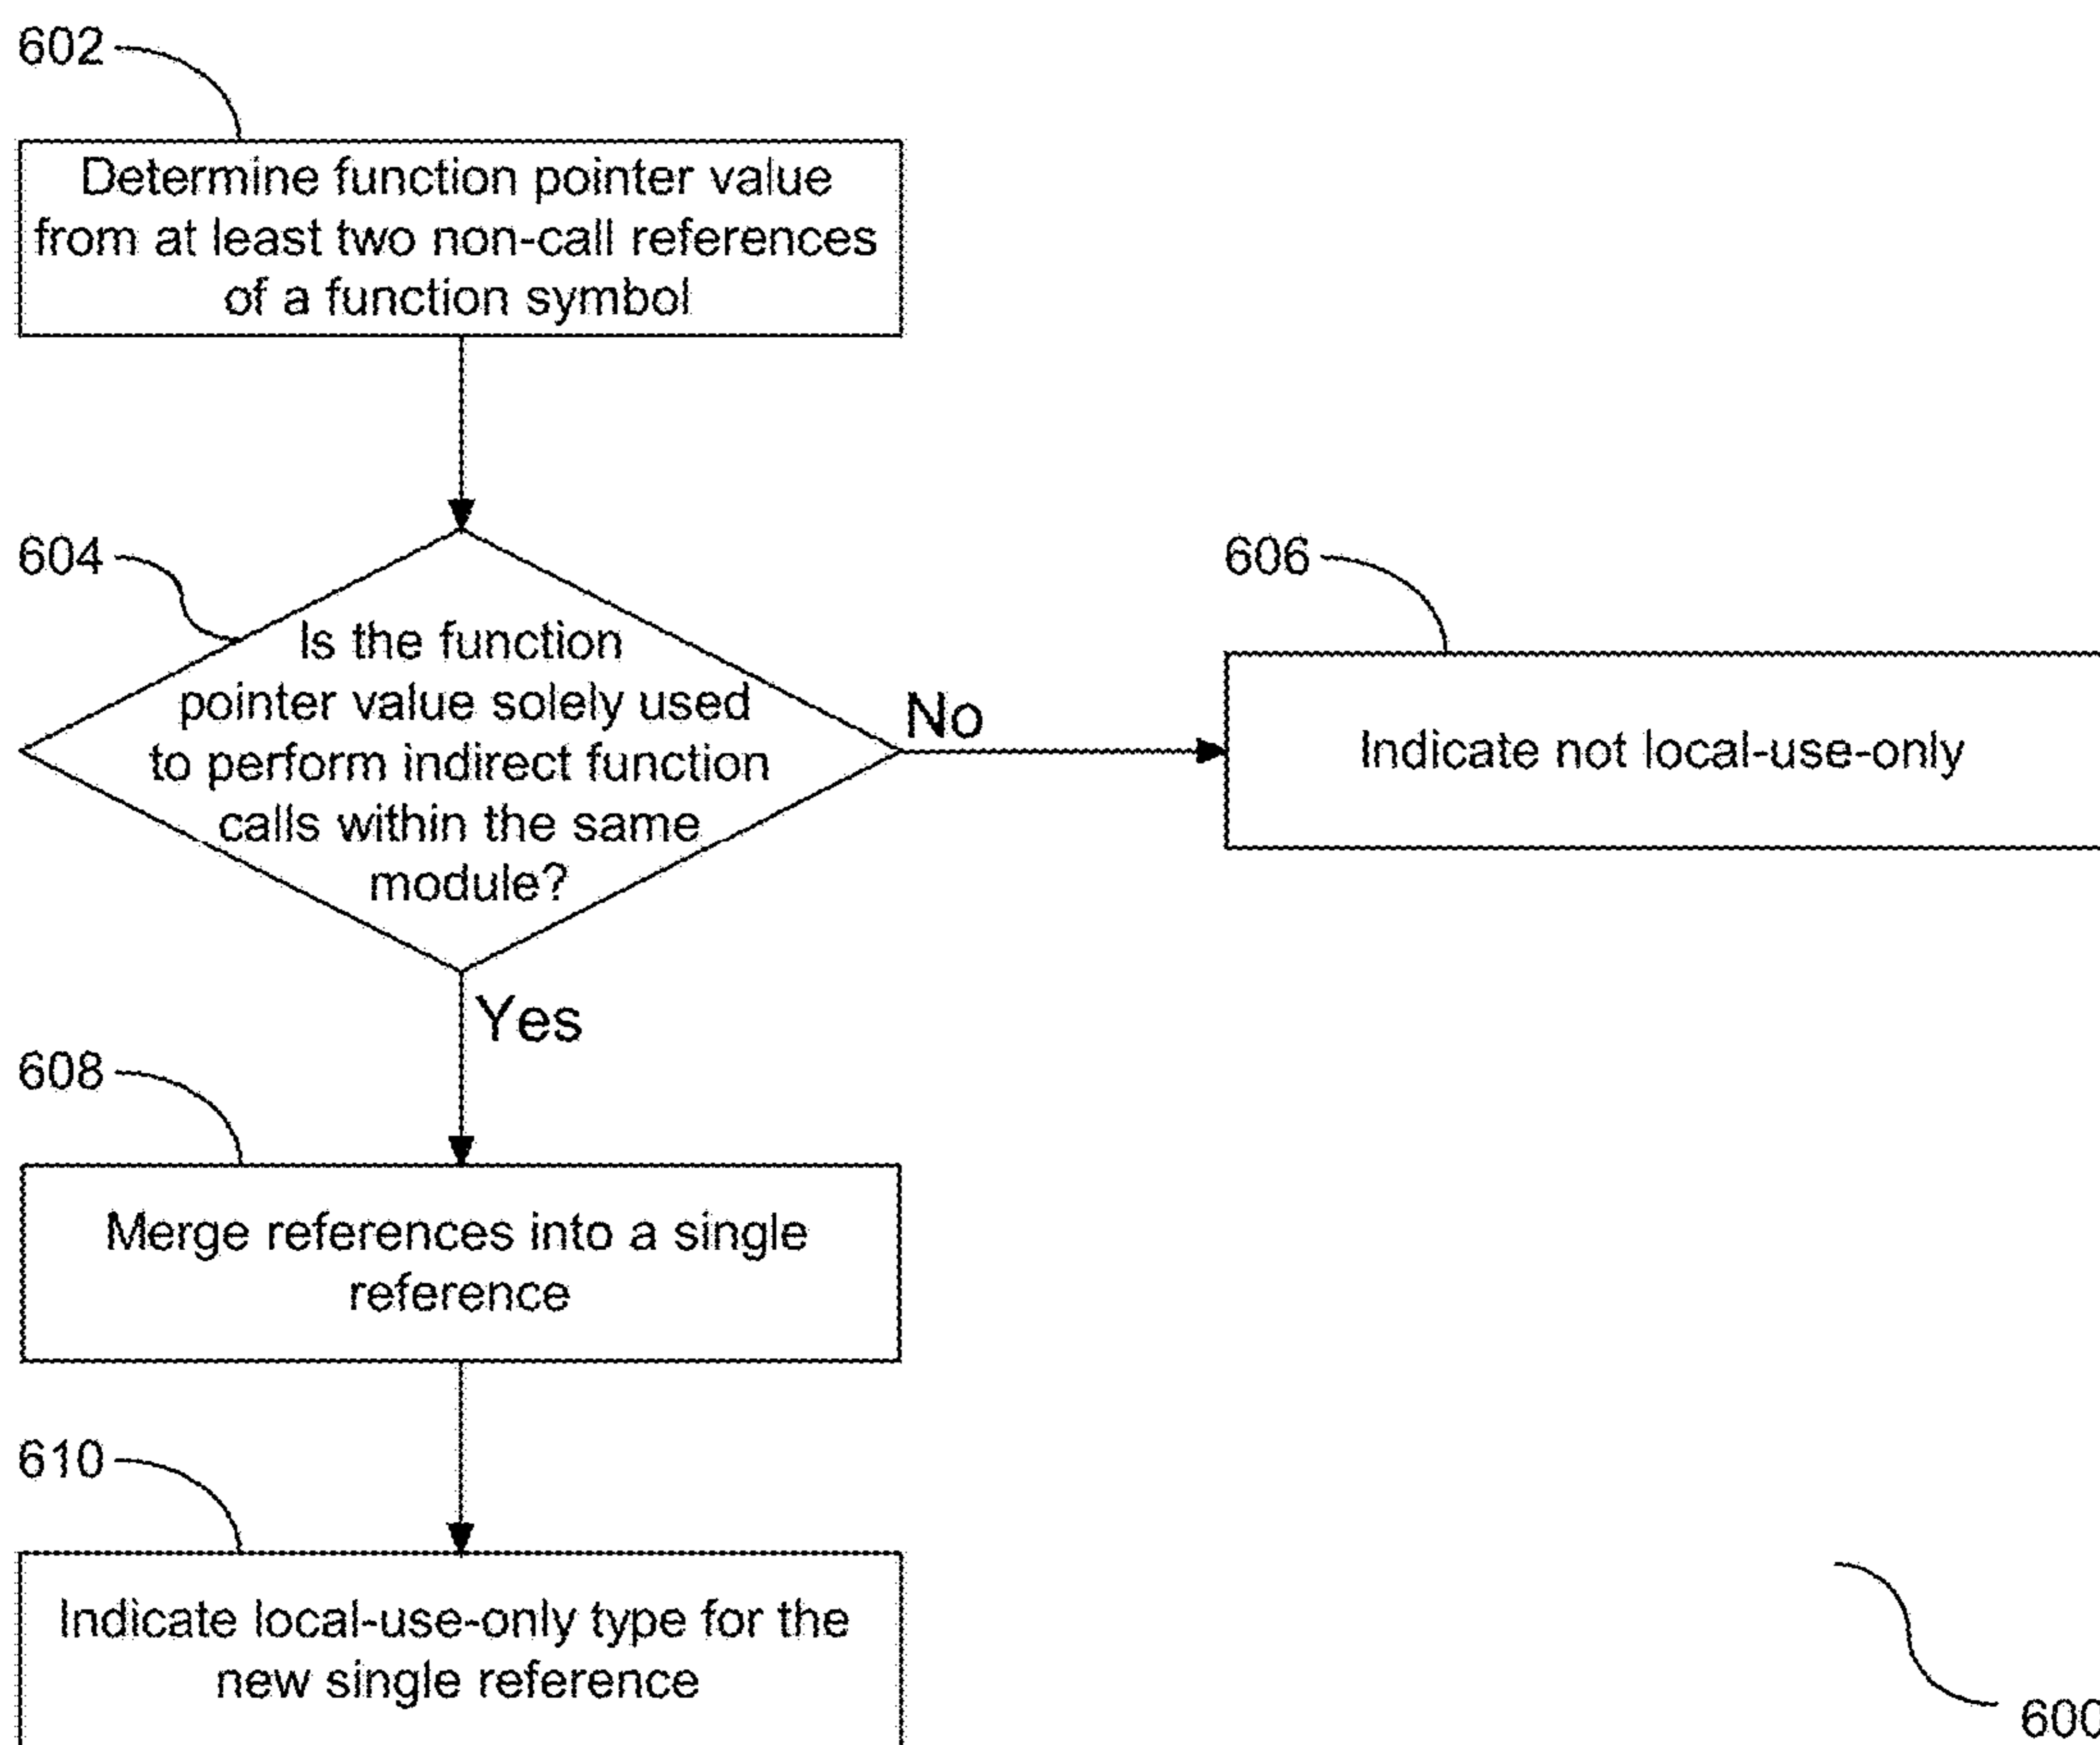 602
Determine function pointer value
from at least two non-call references
of a function symbol
604
Is the function
pointer value solely used
to perform indirect function
calls within the same
module?
No
606
Indicate not local-use-only
Yes
608
Merge references into a single
reference
610
Indicate local-use-only type for the
new single reference
600